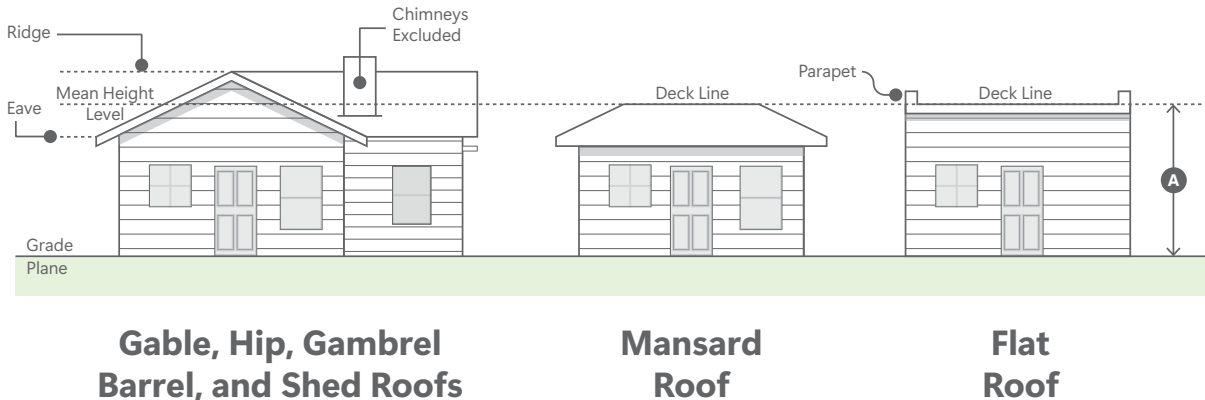 Chimneys
Excluded
Ridge
Mean Height
Level
Eave
Deck Line
Parapet
Deck Line
A
Grade
Plane
Gable, Hip, Gambrel
Barrel, and Shed Roofs
Mansard
Roof
Flat
Roof